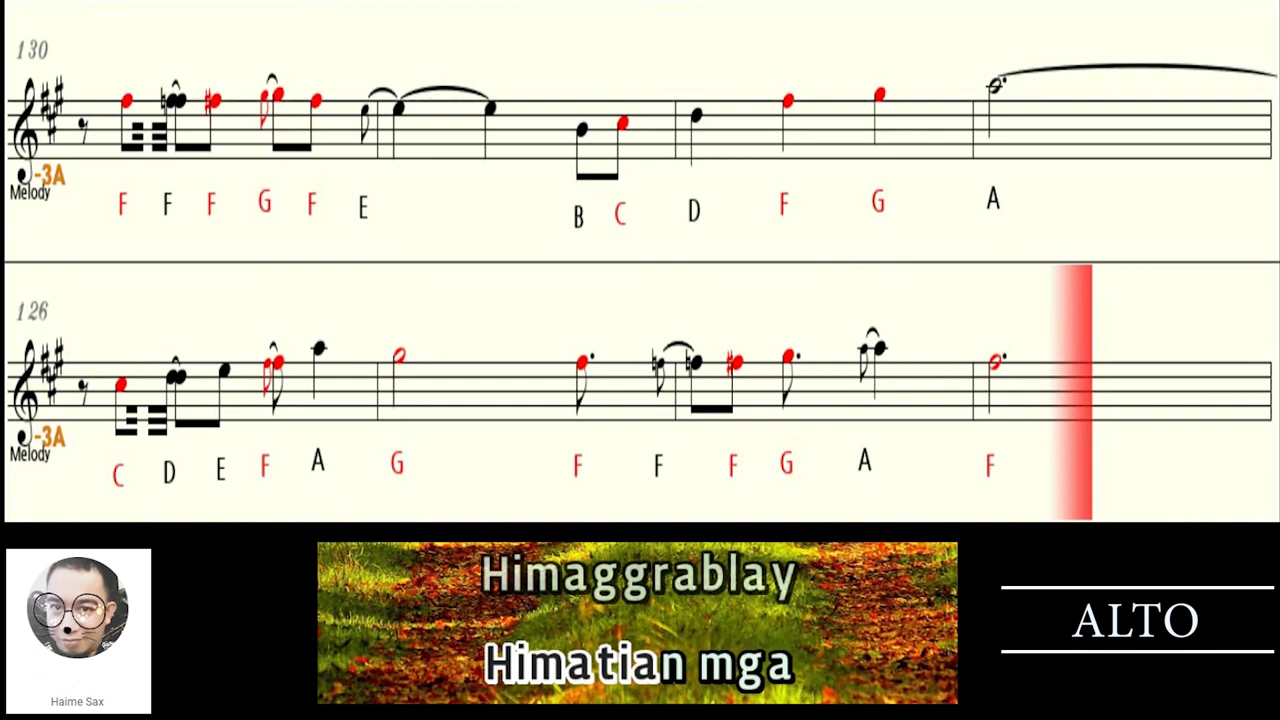 130
-3A
Melody
F F F G F E B C D F G A
126
-3A
Melody
C D E F A G F F F G A F
Haime Sax
Himaggrablay
Himatian mga
ALTO